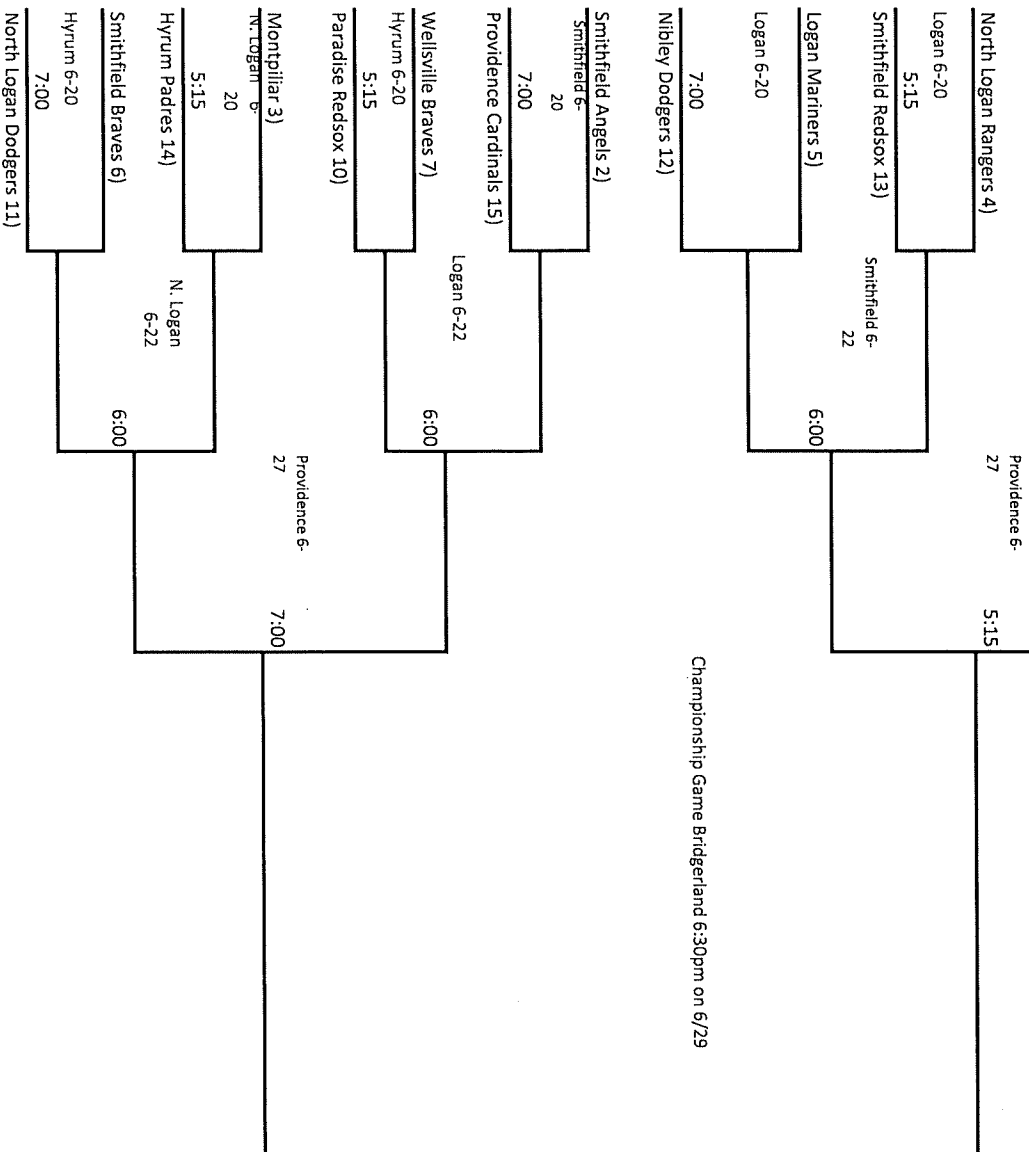 North Logan Rangers 4)
Logan 6-20
5:15
Smithfield Redsox 13)
Logan Mariners 5)
Logan 6-20
7:00
Nibley Dodgers 12)
Smithfield Angels 2)
Smithfield 6-
20
7:00
Providence Cardinals 15)
Wellsville Braves 7)
Hyrum 6-20
5:15
Paradise Redsox 10)
Montpiliar 3)
N. Logan 6-
20
5:15
Hyrum Padres 14)
Smithfield Braves 6)
Hyrum 6-20
7:00
North Logan Dodgers 11)
Smithfield 6-
22
6:00
Logan 6-22
6:00
N. Logan
6-22
6:00
Providence 6-
27
5:15
Providence 6-
27
7:00
Championship Game Bridgerland 6:30pm on 6/29